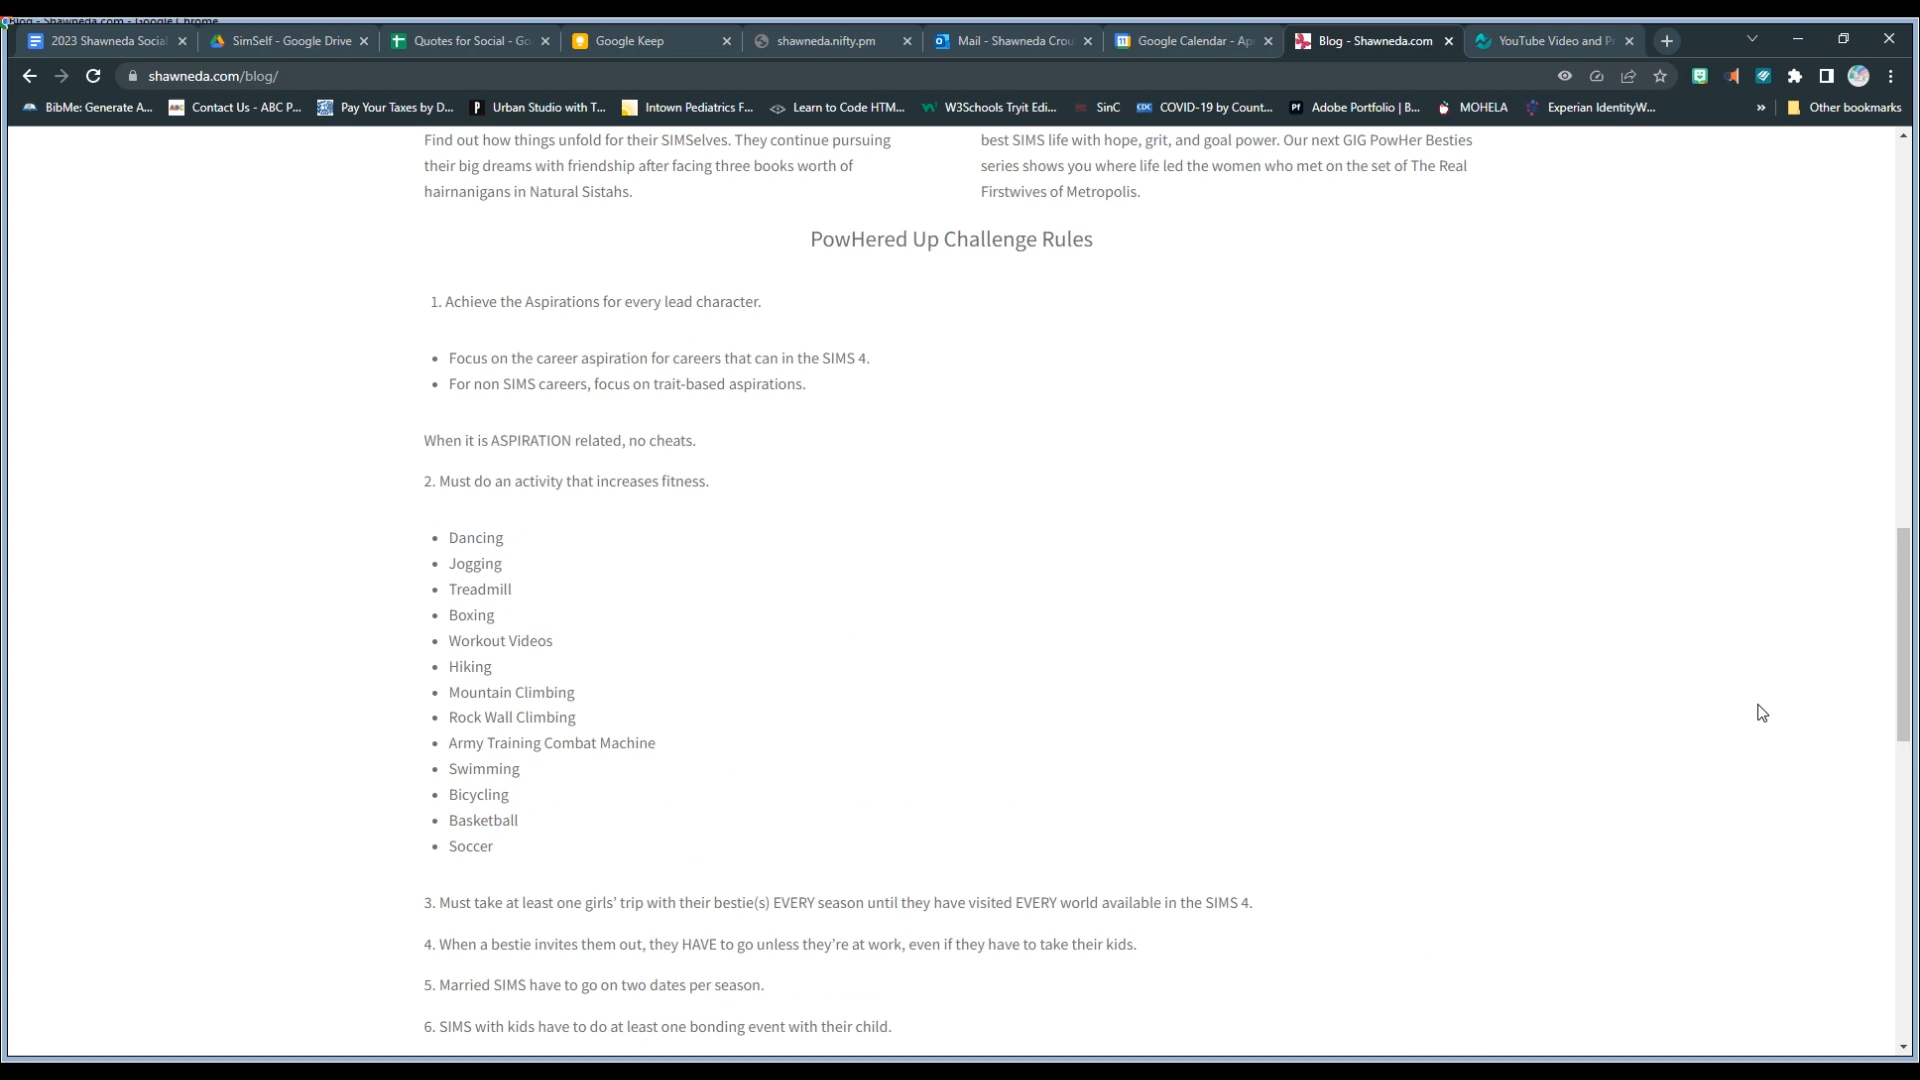 Blog - Shawneda.com - Google Chrome
2023 Shawneda Social
SimSelf - Google Drive
Quotes for Social - Go
Google Keep
shawneda.nifty.pm
Mail - Shawneda Crou
Google Calendar - Ap
Blog - Shawneda.com
YouTube Video and Pr
shawneda.com/blog/
BibMe: Generate A...
Contact Us - ABC P...
Pay Your Taxes by D...
Urban Studio with T...
Intown Pediatrics F...
Learn to Code HTM...
W3Schools Tryit Edi...
SinC
COVID-19 by Count...
Adobe Portfolio | B...
MOHELA
Experian IdentityW...
Other bookmarks
Find out how things unfold for their SIMSelves. They continue pursuing
their big dreams with friendship after facing three books worth of
hairnanigans in Natural Sistahs.
best SIMS life with hope, grit, and goal power. Our next GIG PowHer Besties
series shows you where life led the women who met on the set of The Real
Firstwives of Metropolis.
PowHered Up Challenge Rules
1. Achieve the Aspirations for every lead character.
• Focus on the career aspiration for careers that can in the SIMS 4.
• For non SIMS careers, focus on trait-based aspirations.
When it is ASPIRATION related, no cheats.
2. Must do an activity that increases fitness.
• Dancing
• Jogging
• Treadmill
• Boxing
• Workout Videos
• Hiking
• Mountain Climbing
• Rock Wall Climbing
• Army Training Combat Machine
• Swimming
• Bicycling
• Basketball
• Soccer
3. Must take at least one girls’ trip with their bestie(s) EVERY season until they have visited EVERY world available in the SIMS 4.
4. When a bestie invites them out, they HAVE to go unless they’re at work, even if they have to take their kids.
5. Married SIMS have to go on two dates per season.
6. SIMS with kids have to do at least one bonding event with their child.